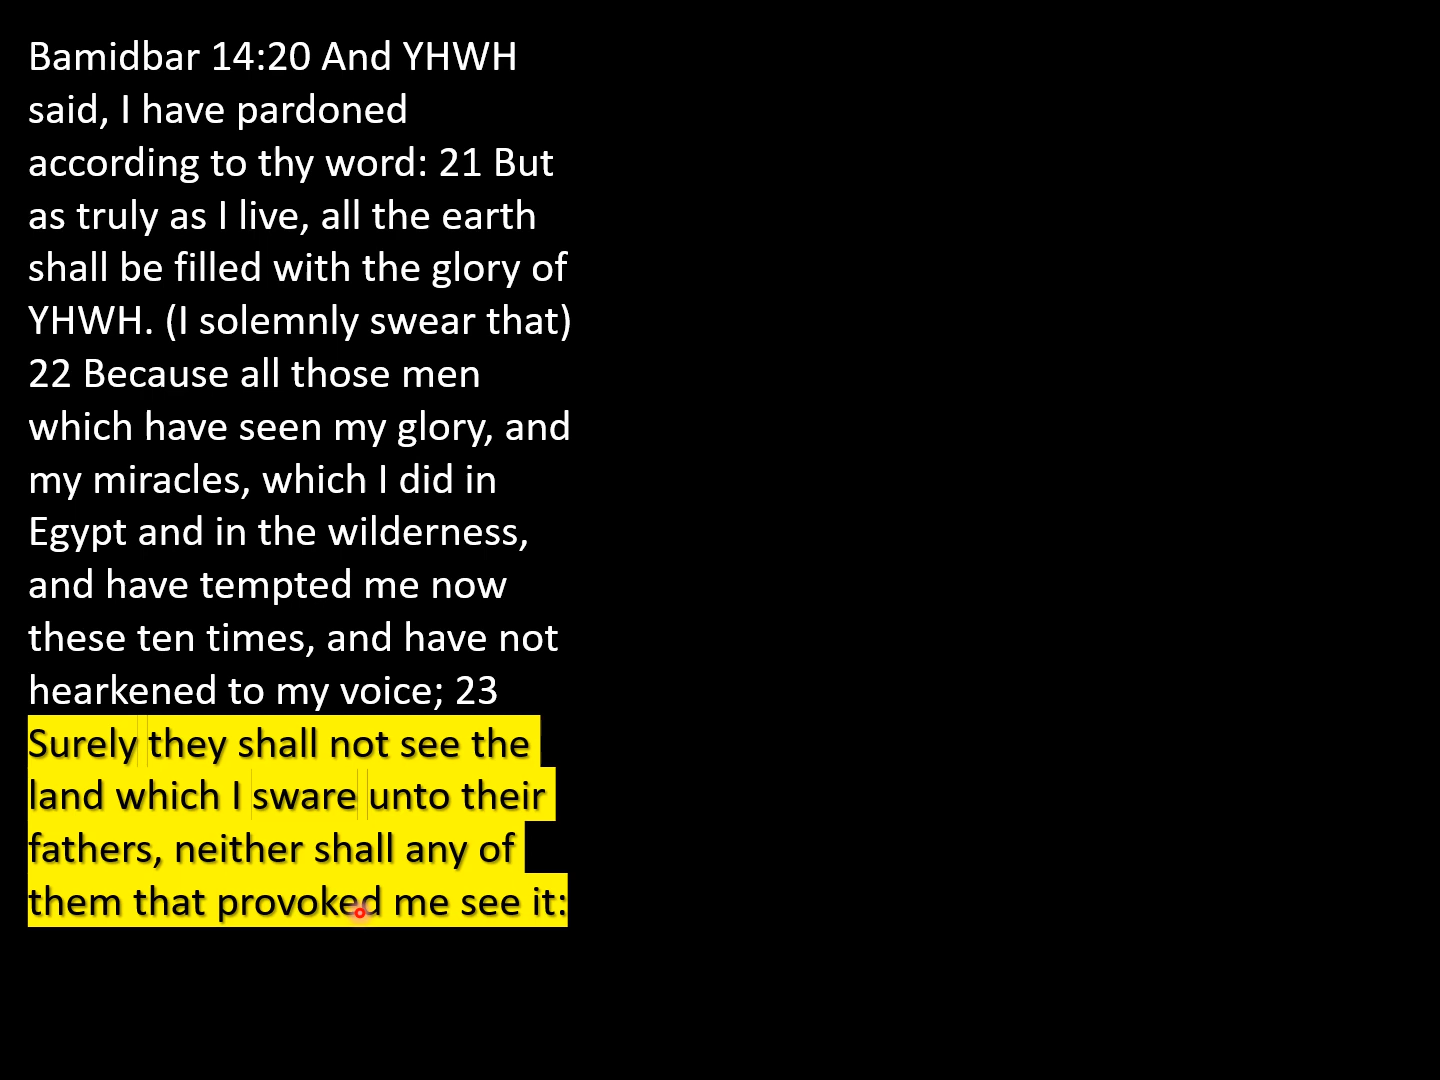 Bamidbar 14:20 And YHWH
said, I have pardoned
according to thy word: 21 But
as truly as I live, all the earth
shall be filled with the glory of
YHWH. (I solemnly swear that)
22 Because all those men
which have seen my glory, and
my miracles, which I did in
Egypt and in the wilderness,
and have tempted me now
these ten times, and have not
hearkened to my voice; 23
Surely they shall not see the
land which I sware unto their
fathers, neither shall any of
them that provoked me see it: